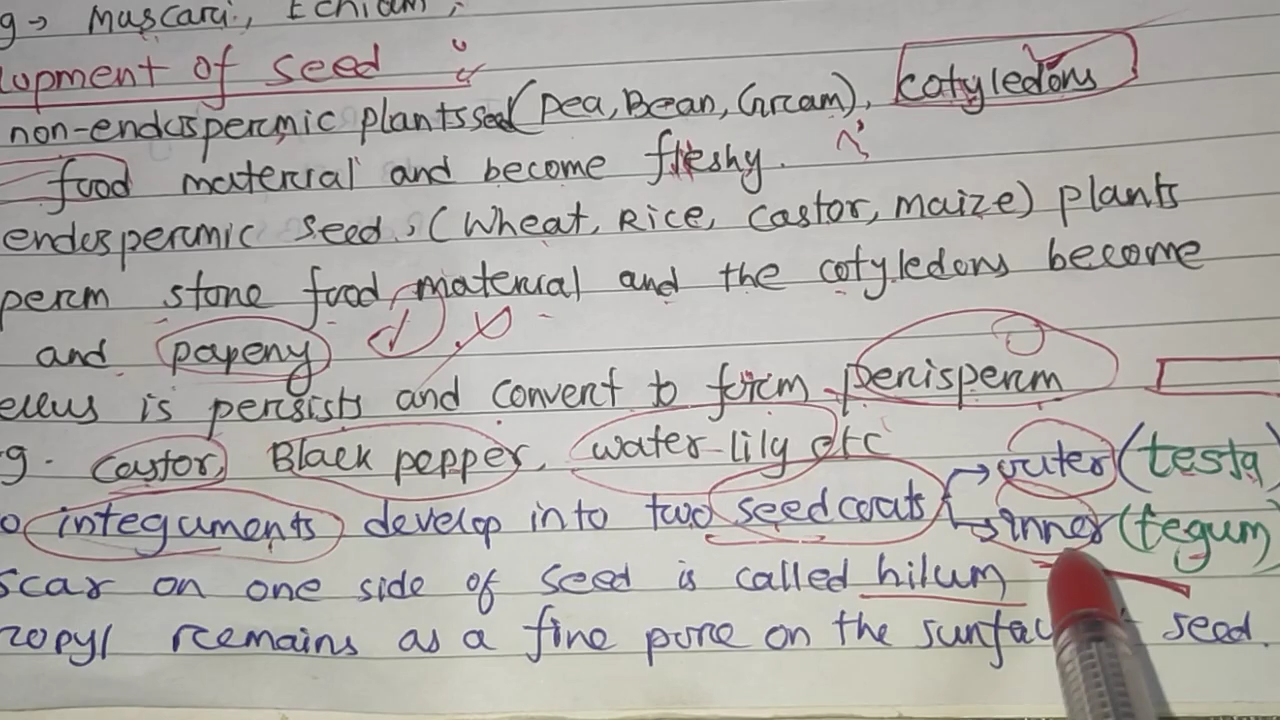 g → Muscari, Echium,
lopment of seed
non-endospermic plants seed (Pea, Bean, Gram), cotyledons
food material and become fleshy.
endospermic seed, (Wheat, Rice, Castor, Maize) plants
perm store food material and the cotyledons become
and papery
ellus is persists and convert to form perisperm
g. Castor, Black pepper, water-lily etc
o integuments develop into two seed coats → outer (testa)
→ inner (tegum)
scar on one side of seed is called hilum
ropyl remains as a fine pore on the surfac seed.